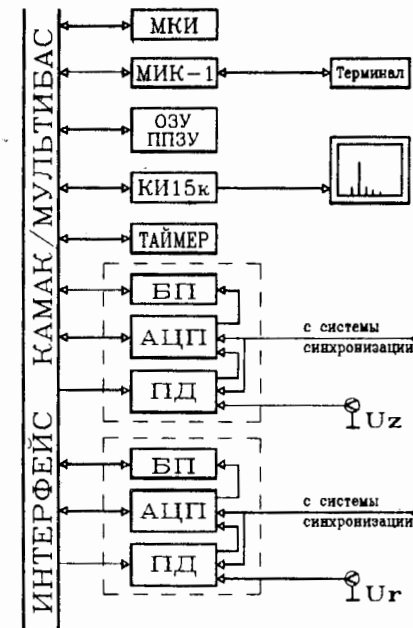 ИНТЕРФЕЙС КАМАК/МУЛЬТИБАС
МКИ
МИК-1
Терминал
ОЗУ
ППЗУ
КИ15к
ТАЙМЕР
БП
АЦП
ПД
с системы
синхронизации
Uz
БП
АЦП
ПД
с системы
синхронизации
Ur